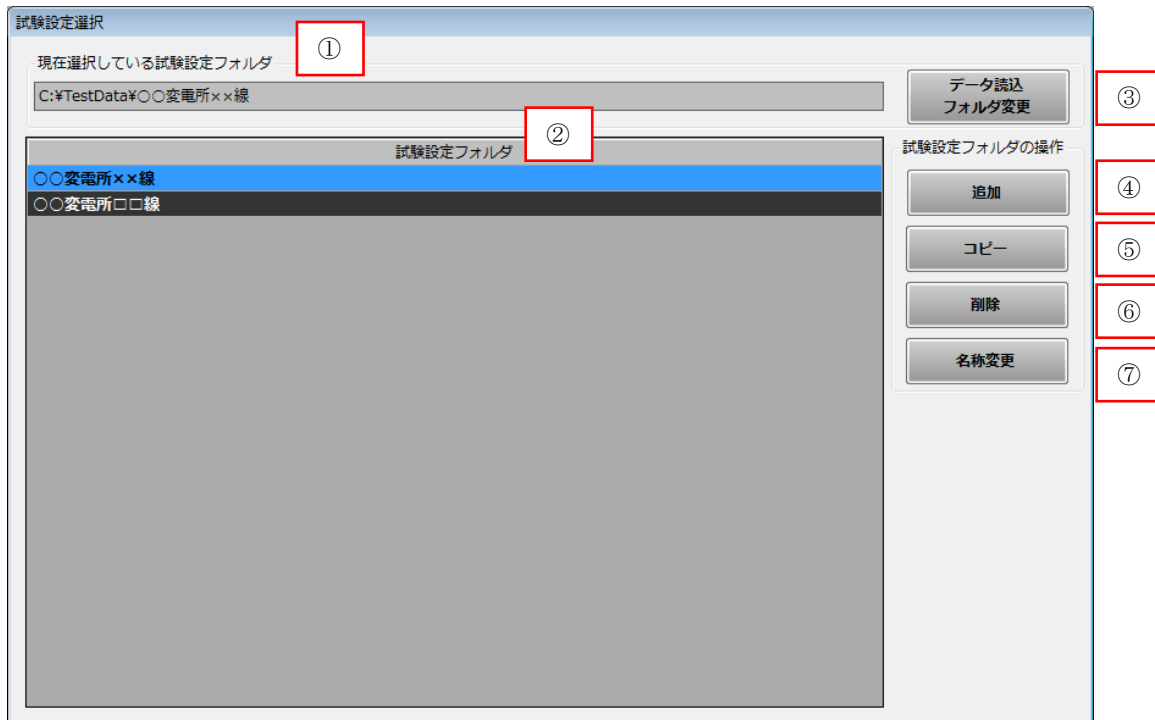 試験設定選択
①
現在選択している試験設定フォルダ
C:¥TestData¥○○変電所××線
データ読込
フォルダ変更
③
②
試験設定フォルダ
試験設定フォルダの操作
○○変電所××線
○○変電所□□線
追加
④
コピー
⑤
削除
⑥
名称変更
⑦